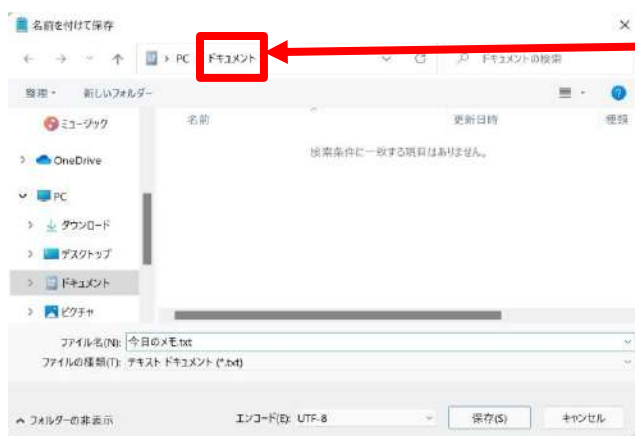 名前を付けて保存
PC › ドキュメント
ドキュメントの検索
整理
新しいフォルダー
名前
更新日時
種類
検索条件に一致する項目はありません。
ミュージック
OneDrive
PC
ダウンロード
デスクトップ
ドキュメント
ピクチャ
ファイル名(N): 今日のメモ.txt
ファイルの種類(T): テキスト ドキュメント (*.txt)
フォルダーの非表示
エンコード(E): UTF-8
保存(S)
キャンセル